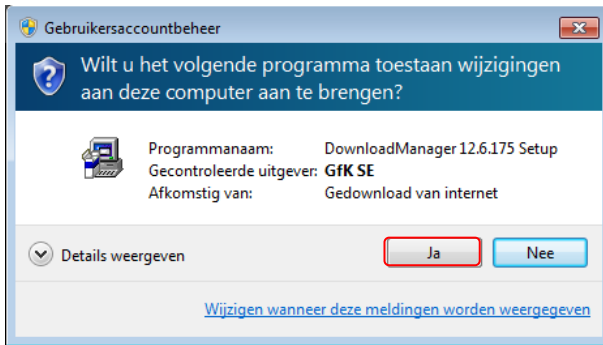 Gebruikersaccountbeheer
Wilt u het volgende programma toestaan wijzigingen
aan deze computer aan te brengen?
Programmanaam: DownloadManager 12.6.175 Setup
Gecontroleerde uitgever: GfK SE
Afkomstig van: Gedownload van internet
Details weergeven
Ja
Nee
Wijzigen wanneer deze meldingen worden weergegeven